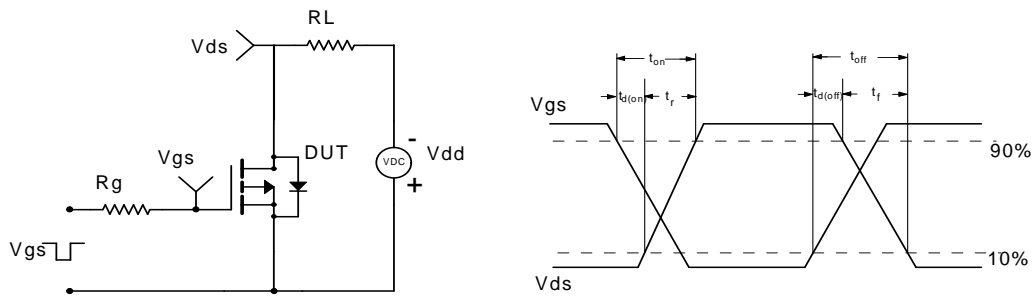 RL
Vds
Vgs
DUT
Rg
VDC
-
+
Vdd
Vgs
ton
toff
td(on)
tr
td(off)
tf
Vgs
90%
10%
Vds